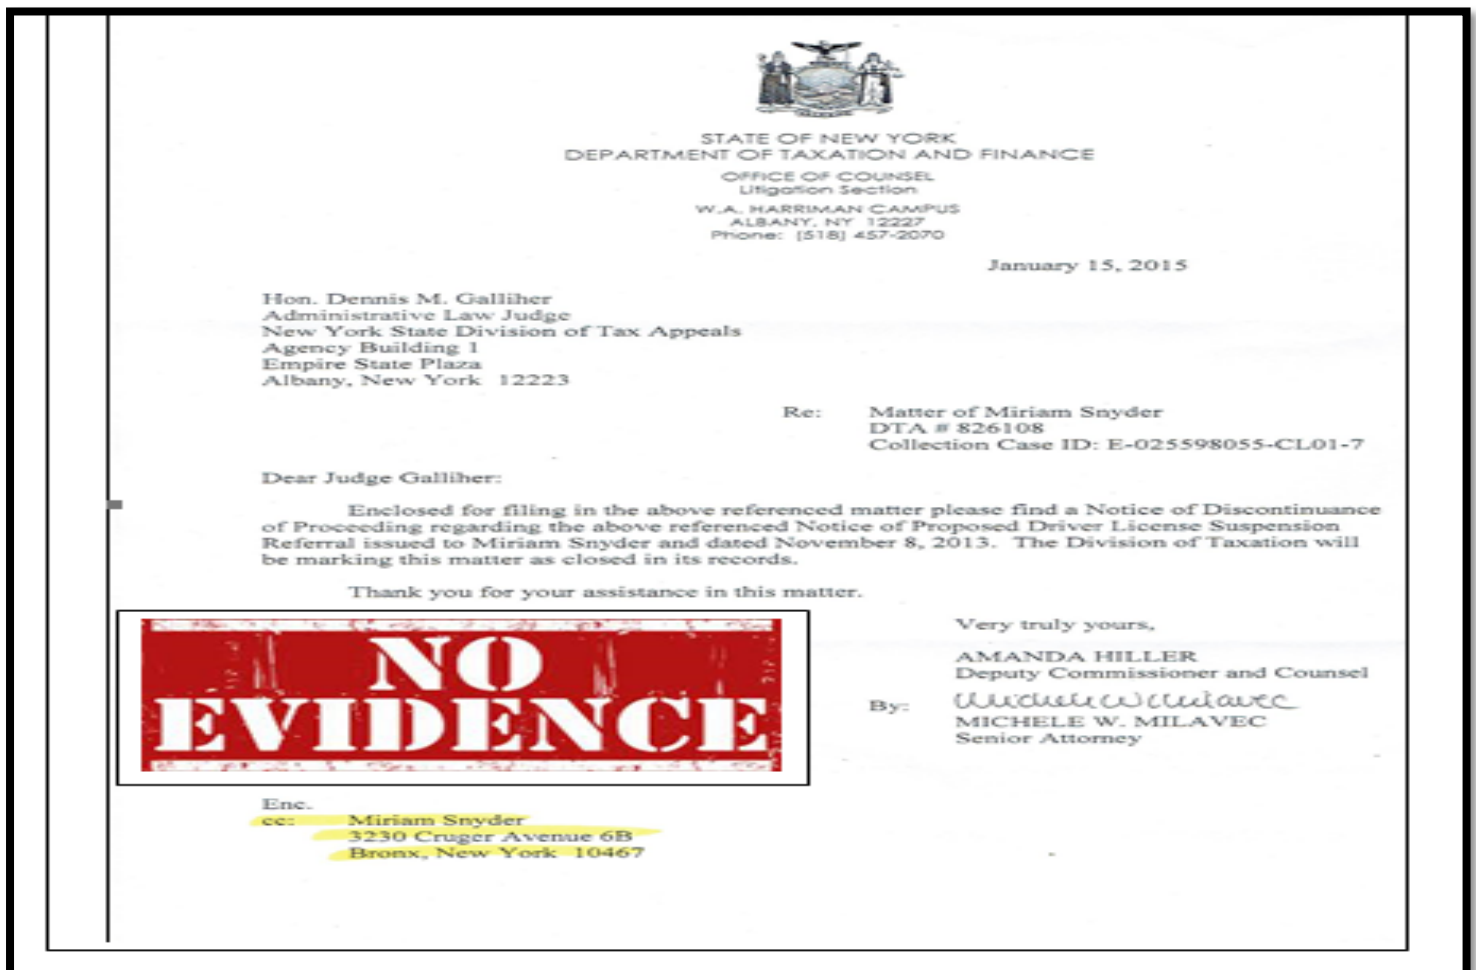 STATE OF NEW YORK
DEPARTMENT OF TAXATION AND FINANCE
OFFICE OF COUNSEL
Litigation Section
W.A. HARRIMAN CAMPUS
ALBANY, NY 12227
Phone: (518) 457-2070
January 15, 2015
Hon. Dennis M. Galliher
Administrative Law Judge
New York State Division of Tax Appeals
Agency Building 1
Empire State Plaza
Albany, New York 12223
Re: Matter of Miriam Snyder
DTA # 826108
Collection Case ID: E-025598055-CL01-7
Dear Judge Galliher:
Enclosed for filing in the above referenced matter please find a Notice of Discontinuance
of Proceeding regarding the above referenced Notice of Proposed Driver License Suspension
Referral issued to Miriam Snyder and dated November 8, 2013. The Division of Taxation will
be marking this matter as closed in its records.
Thank you for your assistance in this matter.
Very truly yours,
AMANDA HILLER
Deputy Commissioner and Counsel
By: Michele W Milavec
MICHELE W. MILAVEC
Senior Attorney
NO
EVIDENCE
Enc.
cc: Miriam Snyder
3230 Cruger Avenue 6B
Bronx, New York 10467